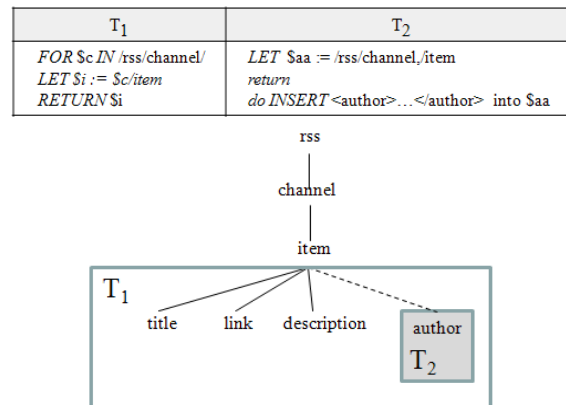 T1 T2
FOR $c IN /rss/channel/ LET $aa := /rss/channel,/item
LET $i := $c/item return
RETURN $i do INSERT <author>...</author> into $aa
rss
channel
item
T1
title link description author
T2